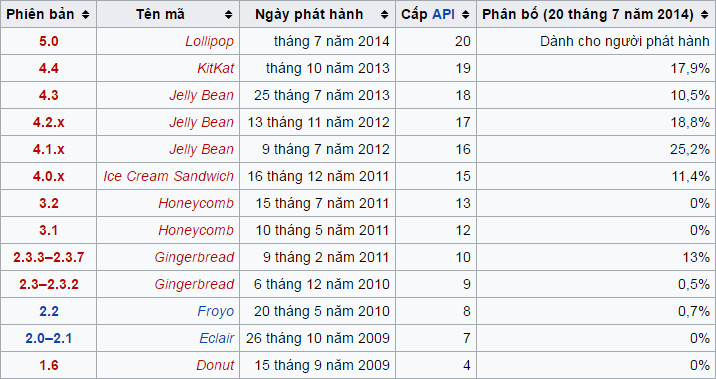 Phiên bản Tên mã Ngày phát hành Cấp API Phân bố (20 tháng 7 năm 2014)
5.0 Lollipop tháng 7 năm 2014 20 Dành cho người phát hành
4.4 KitKat tháng 10 năm 2013 19 17,9%
4.3 Jelly Bean 25 tháng 7 năm 2013 18 10,5%
4.2.x Jelly Bean 13 tháng 11 năm 2012 17 18,8%
4.1.x Jelly Bean 9 tháng 7 năm 2012 16 25,2%
4.0.x Ice Cream Sandwich 16 tháng 12 năm 2011 15 11,4%
3.2 Honeycomb 15 tháng 7 năm 2011 13 0%
3.1 Honeycomb 10 tháng 5 năm 2011 12 0%
2.3.3–2.3.7 Gingerbread 9 tháng 2 năm 2011 10 13%
2.3–2.3.2 Gingerbread 6 tháng 12 năm 2010 9 0,5%
2.2 Froyo 20 tháng 5 năm 2010 8 0,7%
2.0–2.1 Eclair 26 tháng 10 năm 2009 7 0%
1.6 Donut 15 tháng 9 năm 2009 4 0%